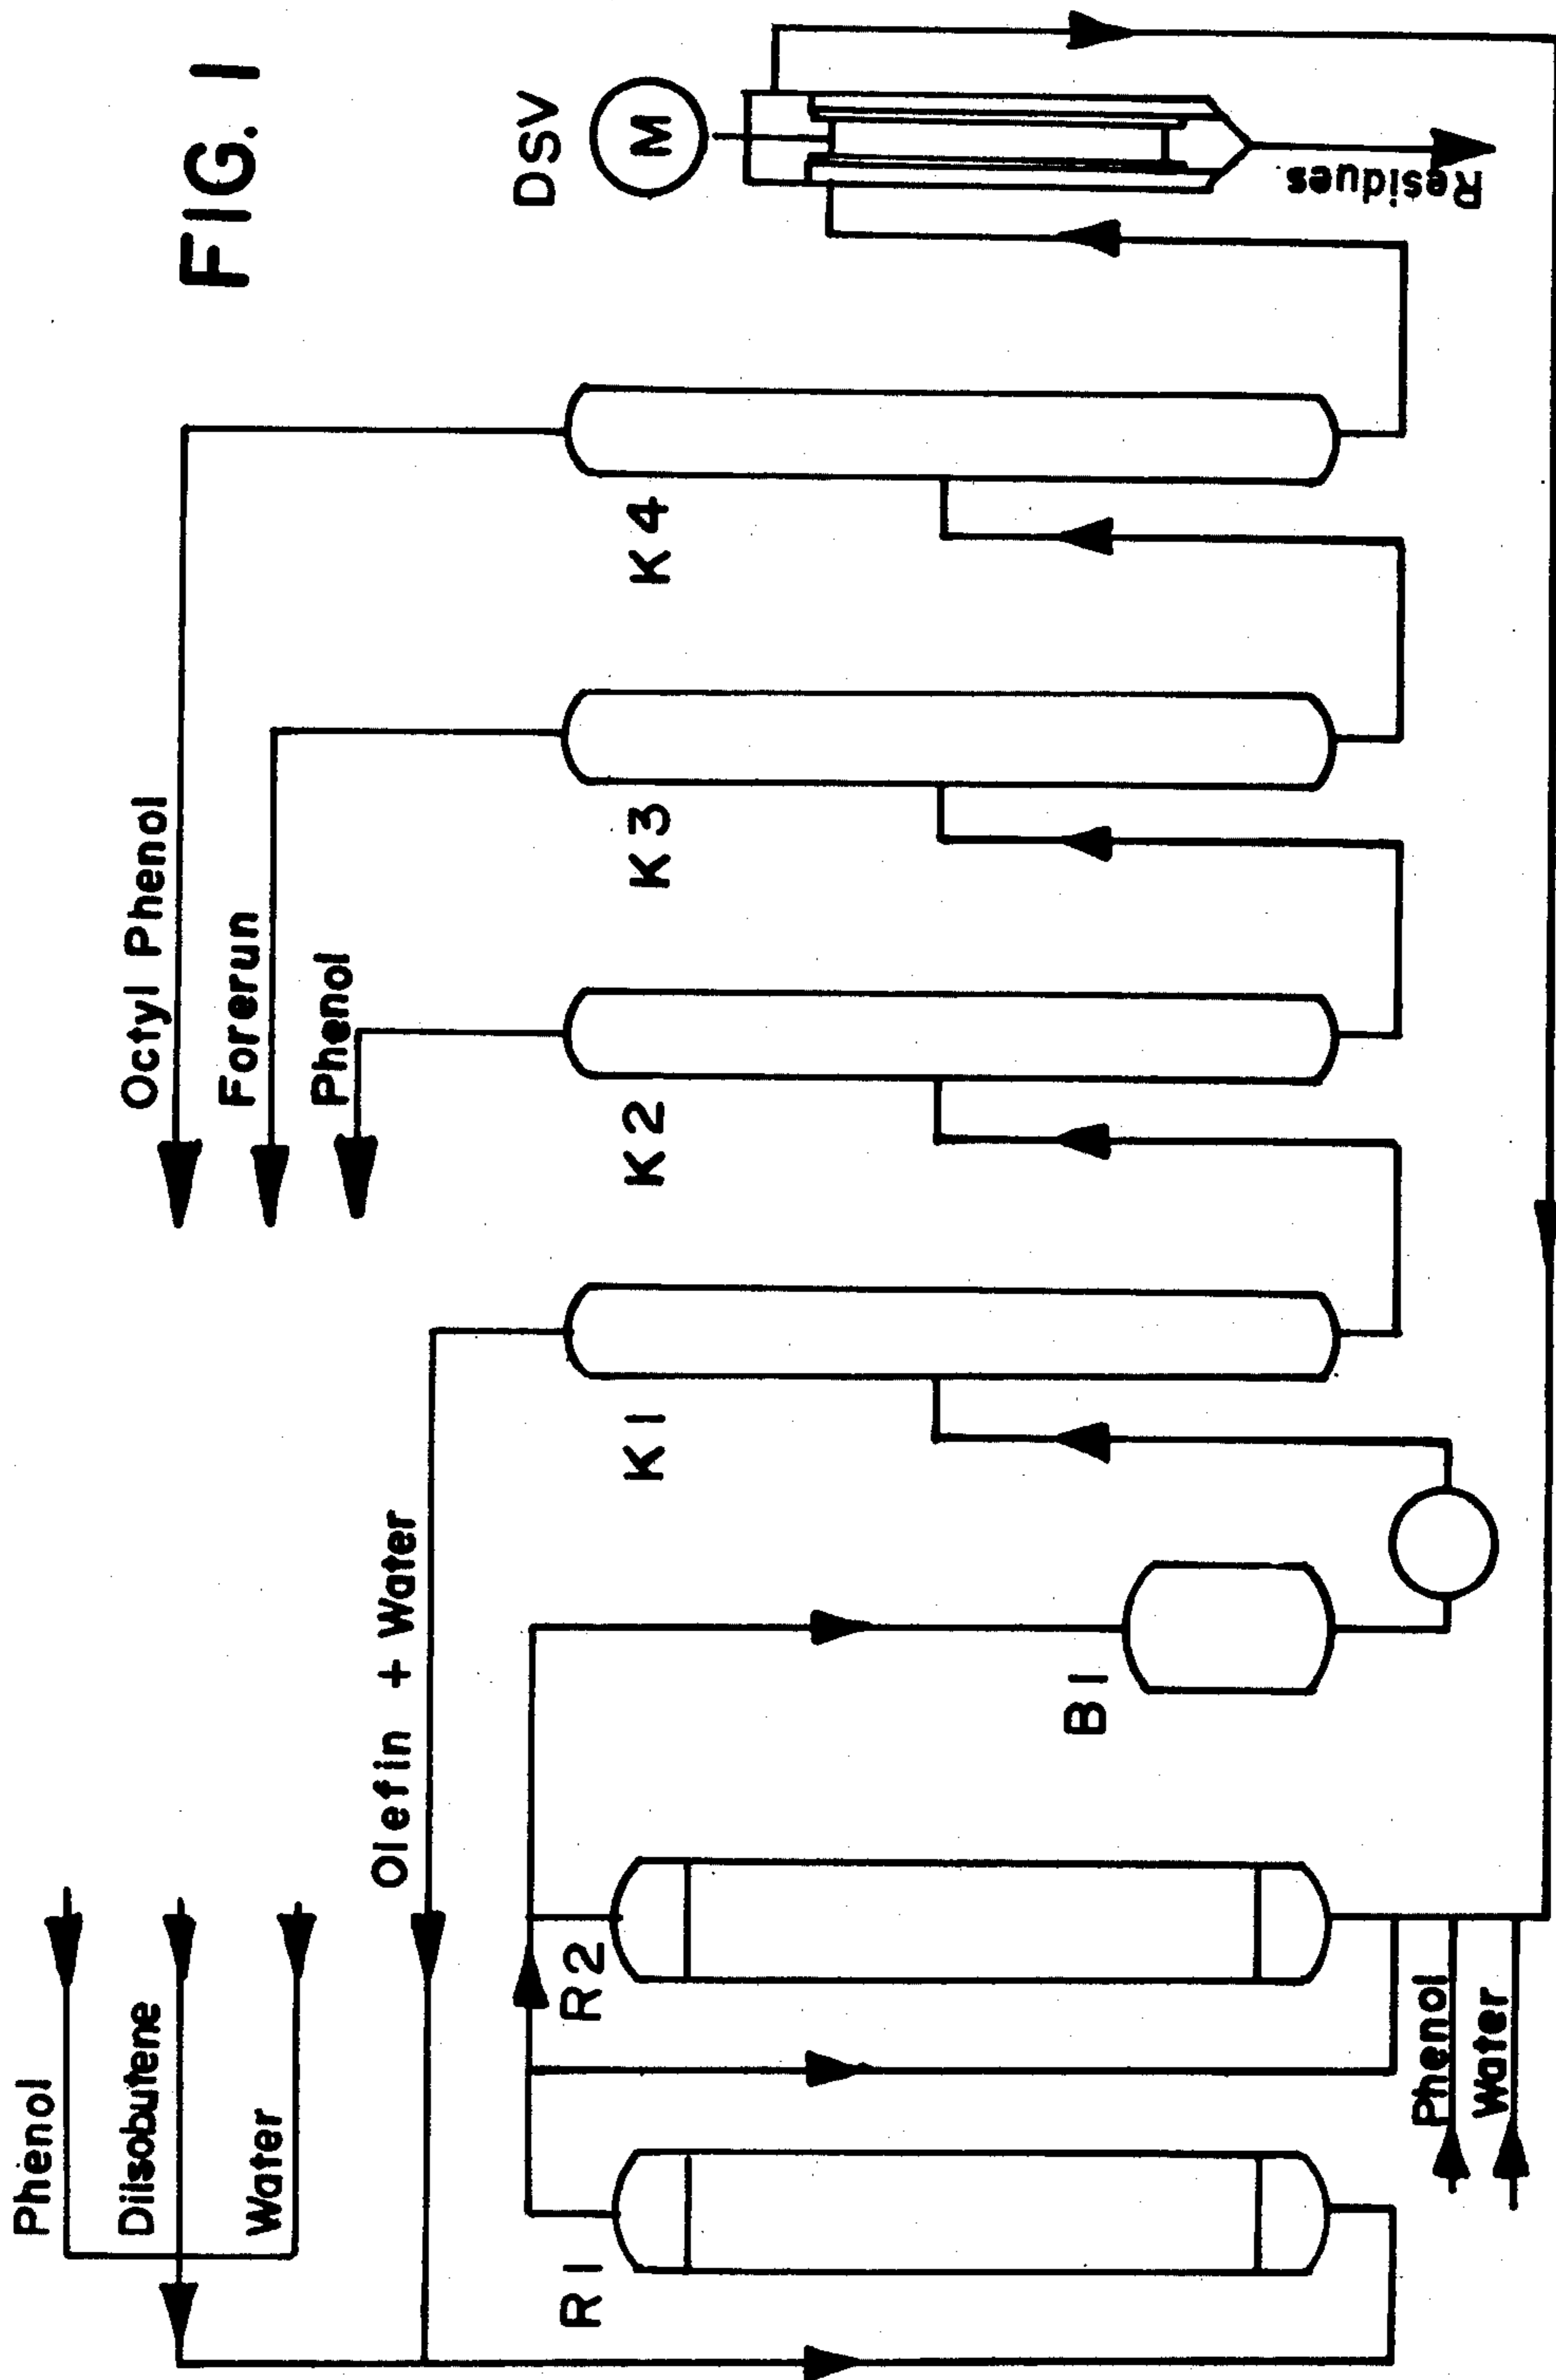 FIG. 1
Phenol
Diisobutene
Water
Olefin + Water
Octyl Phenol
Forerun
Phenol
DSV
M
R1
R2
B1
K1
K2
K3
K4
Phenol
Water
Residues